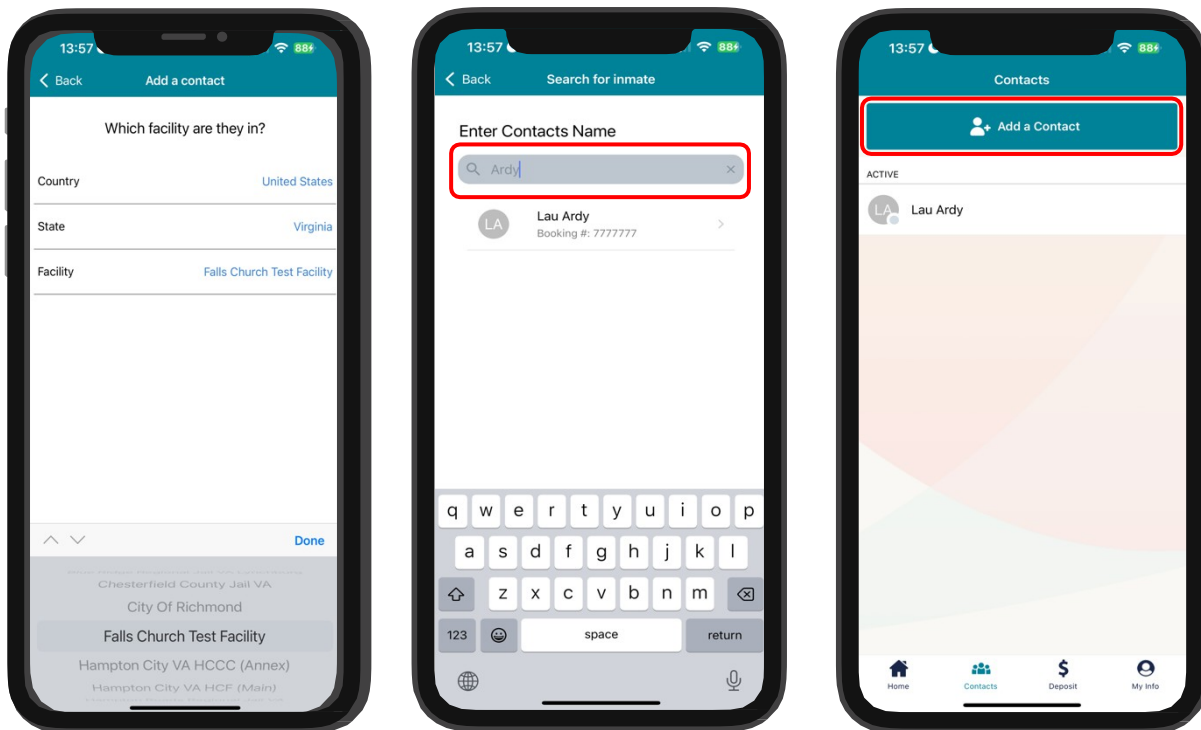 13:57
88
Back
Add a contact
Which facility are they in?
Country United States
State Virginia
Facility Falls Church Test Facility
Done
Chesterfield County Jail VA
City Of Richmond
Falls Church Test Facility
Hampton City VA HCCC (Annex)
Hampton City VA HCF (Main)
13:57
88
Back
Search for inmate
Enter Contacts Name
Ardy
LA
Lau Ardy
Booking #: 7777777
q w e r t y u i o p
a s d f g h j k l
z x c v b n m
123 space return
13:57
88
Contacts
Add a Contact
ACTIVE
LA Lau Ardy
Home Contacts Deposit My Info